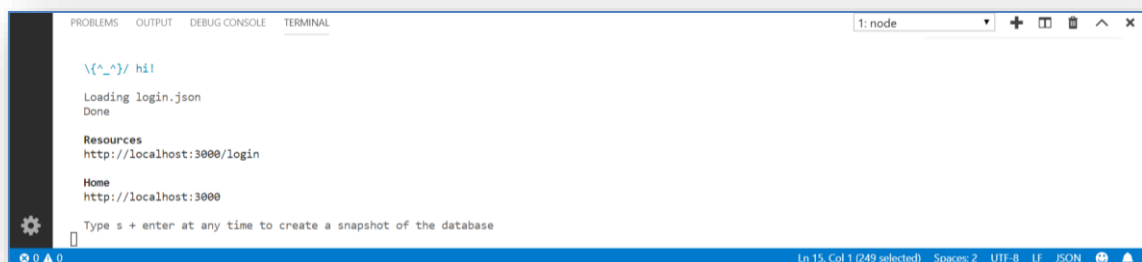 PROBLEMS OUTPUT DEBUG CONSOLE TERMINAL 1: node
\{^_^}/ hi!
Loading login.json
Done
Resources
http://localhost:3000/login
Home
http://localhost:3000
Type s + enter at any time to create a snapshot of the database
0 0 Ln 15, Col 1 (249 selected) Spaces: 2 UTF-8 LF JSON